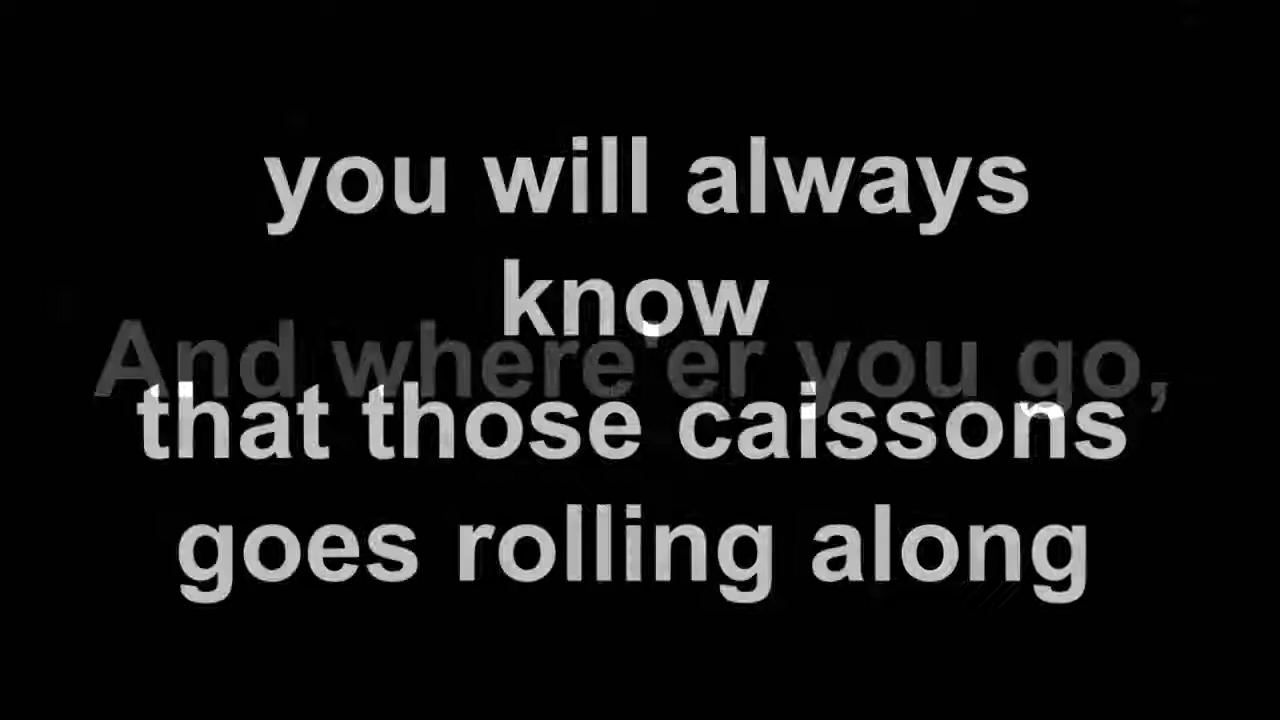 you will always
know
And where er you go,
that those caissons
goes rolling along